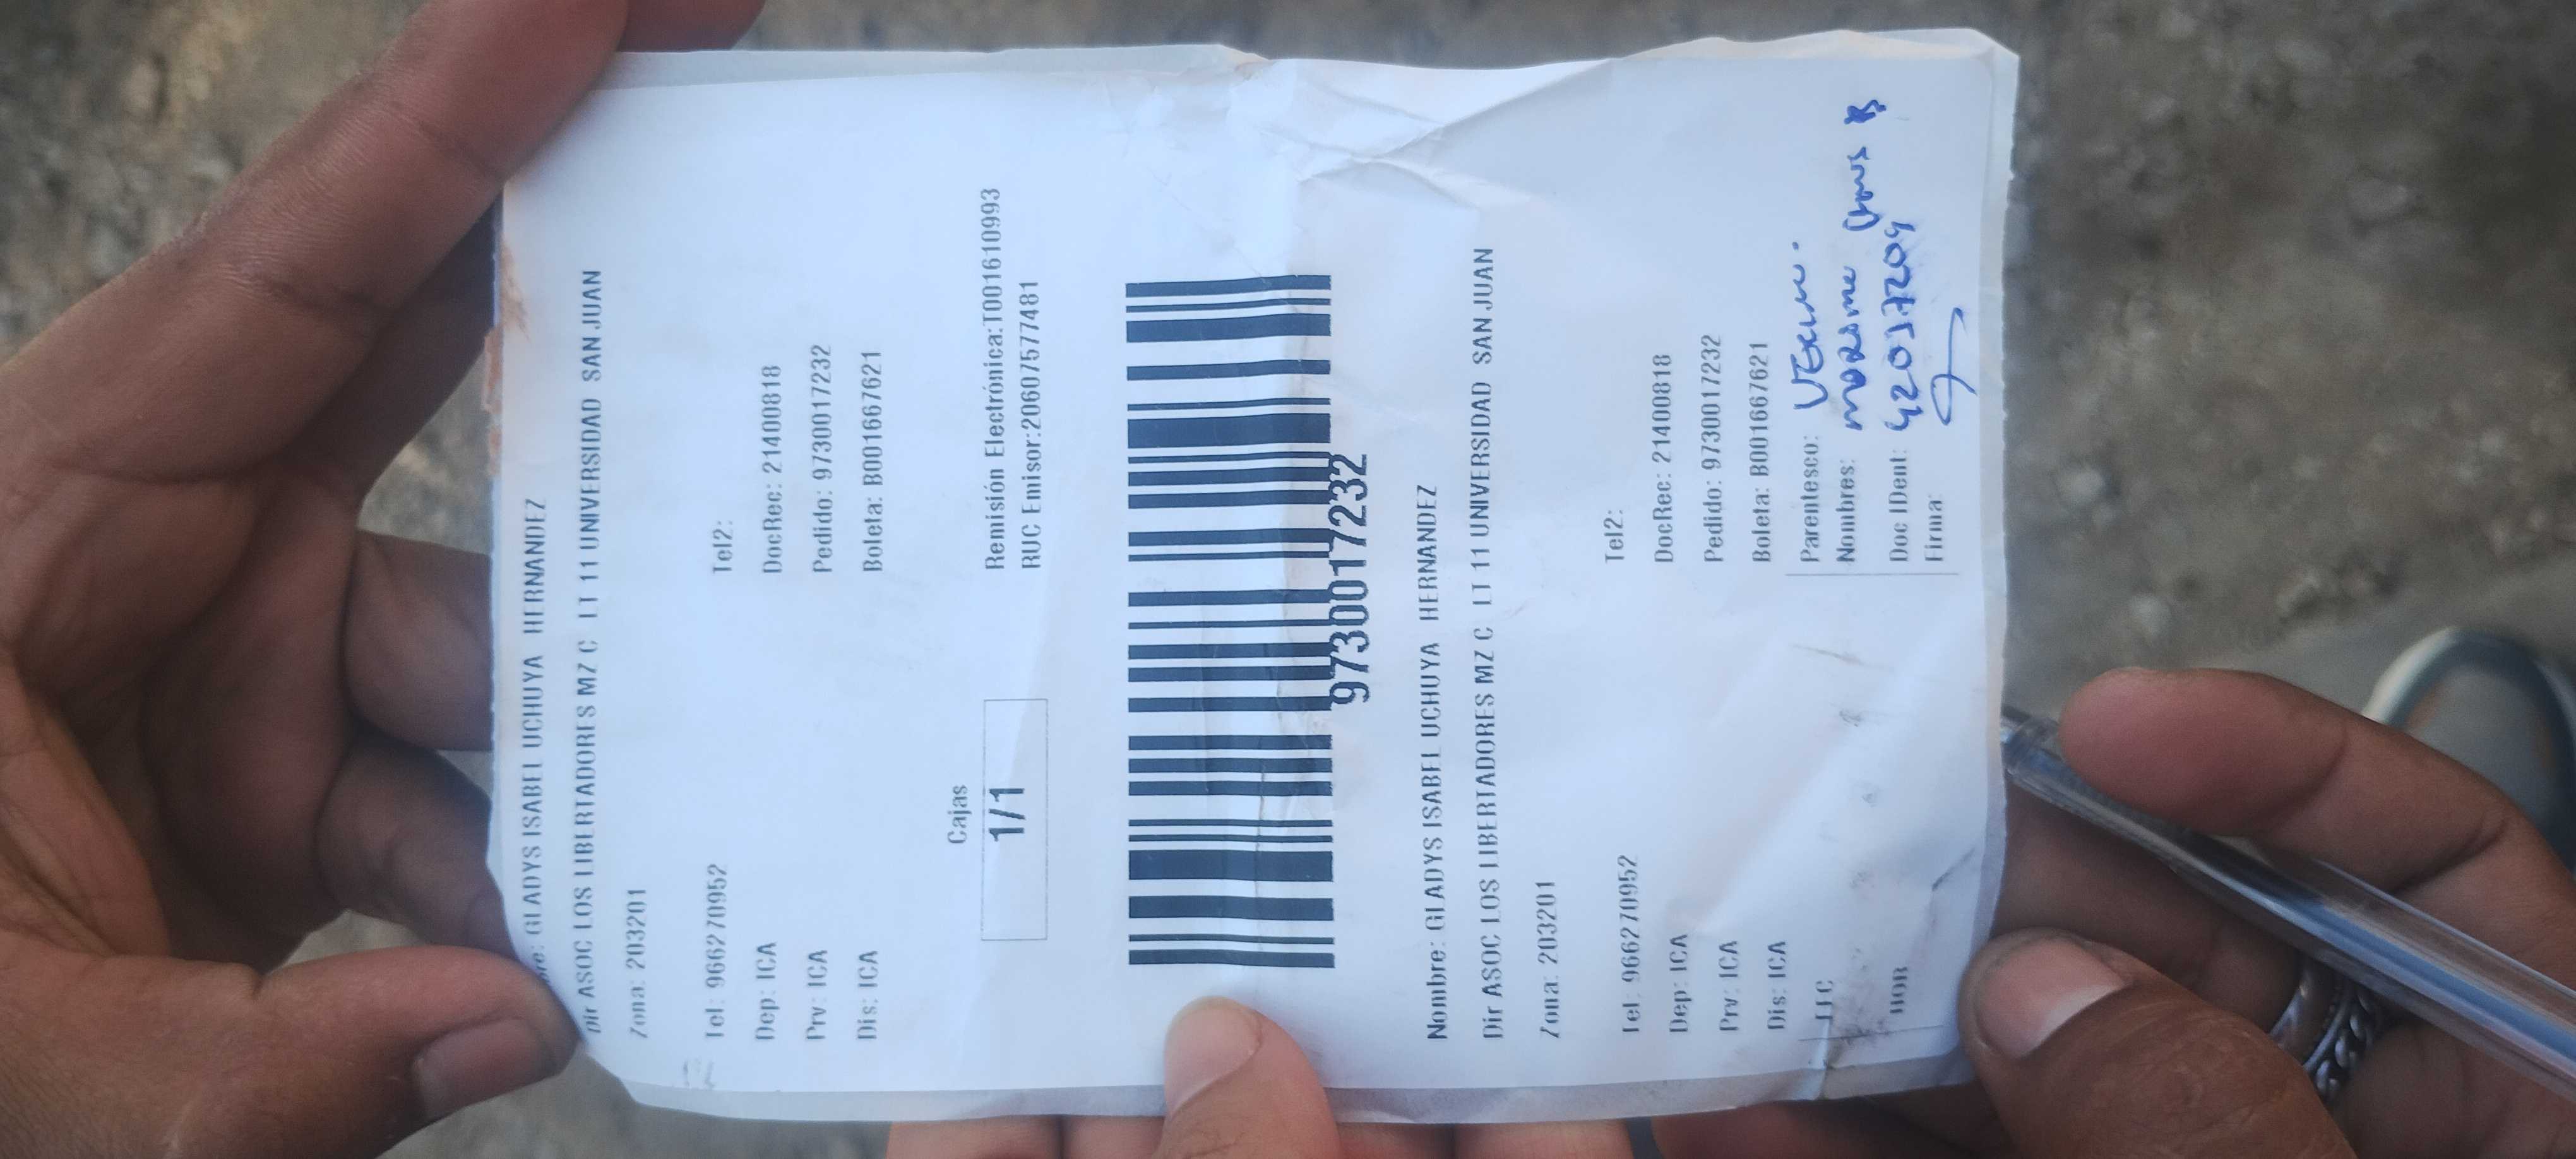 bre: GLADYS ISABEL UCHUYA HERNANDEZ
Dir ASOC LOS LIBERTADORES MZ C LT 11 UNIVERSIDAD SAN JUAN
Zona: 203201
Tel: 966270952 Tel2:
Dep: ICA DocRec: 21400818
Prv: ICA Pedido: 9730017232
Dis: ICA Boleta: B001667621
Cajas
1/1 Remisión Electrónica:T001610993
RUC Emisor:20607577481
9730017232
Nombre: GLADYS ISABEL UCHUYA HERNANDEZ
Dir ASOC LOS LIBERTADORES MZ C LT 11 UNIVERSIDAD SAN JUAN
Zona: 203201
Tel: 966270952 Tel2:
Dep: ICA DocRec: 21400818
Prv: ICA Pedido: 9730017232
Dis: ICA Boleta: B001667621
Parentesco:
Nombres:
Doc IDent:
Firma: